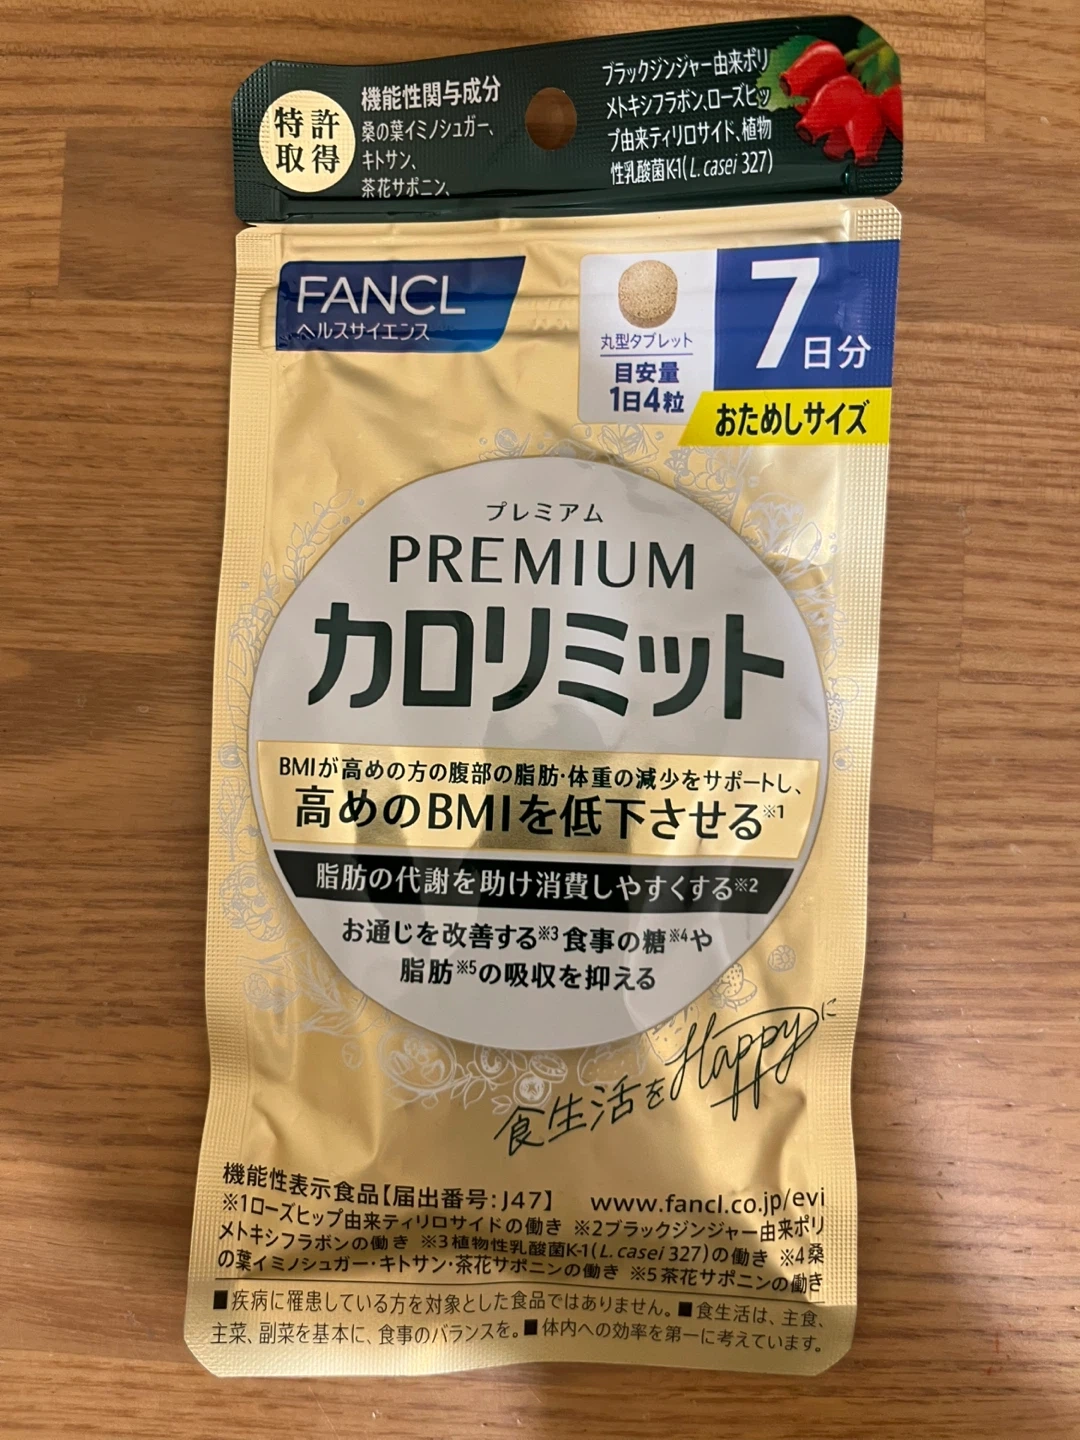 特許
取得
機能性関与成分
桑の葉イミノシュガー、
キトサン、
茶花サポニン、
ブラックジンジャー由来ポリ
メトキシフラボン、ローズヒッ
プ由来ティリロサイド、植物
性乳酸菌K-1(L. casei 327)
FANCL
ヘルスサイエンス
丸型タブレット
目安量
1日4粒
7日分
おためしサイズ
プレミアム
PREMIUM
カロリミット
BMIが高めの方の腹部の脂肪・体重の減少をサポートし、
高めのBMIを低下させる※1
脂肪の代謝を助け消費しやすくする※2
お通じを改善する※3食事の糖※4や
脂肪※5の吸収を抑える
食生活をHappyに
機能性表示食品【届出番号:J47】 www.fancl.co.jp/evi
※1ローズヒップ由来ティリロサイドの働き ※2ブラックジンジャー由来ポリ
メトキシフラボンの働き ※3植物性乳酸菌K-1(L. casei 327)の働き ※4桑
の葉イミノシュガー・キトサン・茶花サポニンの働き ※5茶花サポニンの働き
■疾病に罹患している方を対象とした食品ではありません。■食生活は、主食、
主菜、副菜を基本に、食事のバランスを。■体内への効率を第一に考えています。